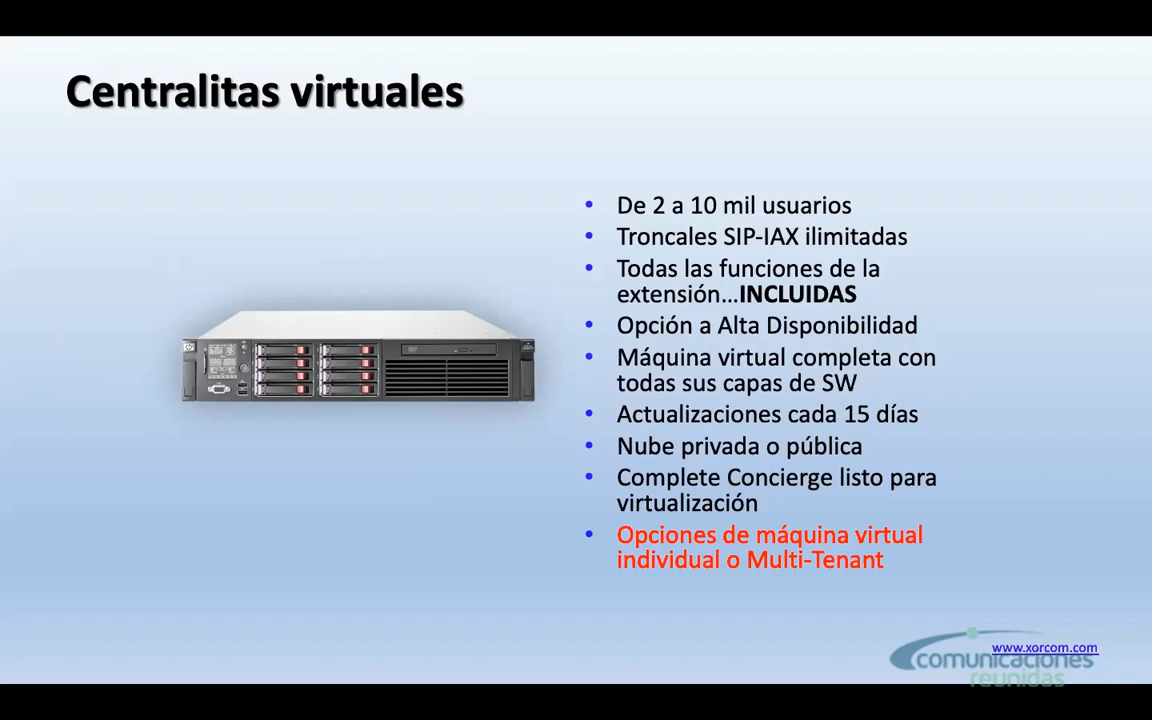 Centralitas virtuales
• De 2 a 10 mil usuarios
• Troncales SIP-IAX ilimitadas
• Todas las funciones de la
extensión...INCLUIDAS
• Opción a Alta Disponibilidad
• Máquina virtual completa con
todas sus capas de SW
• Actualizaciones cada 15 días
• Nube privada o pública
• Complete Concierge listo para
virtualización
• Opciones de máquina virtual
individual o Multi-Tenant
www.xorcom.com
comunicaciones
reunidas